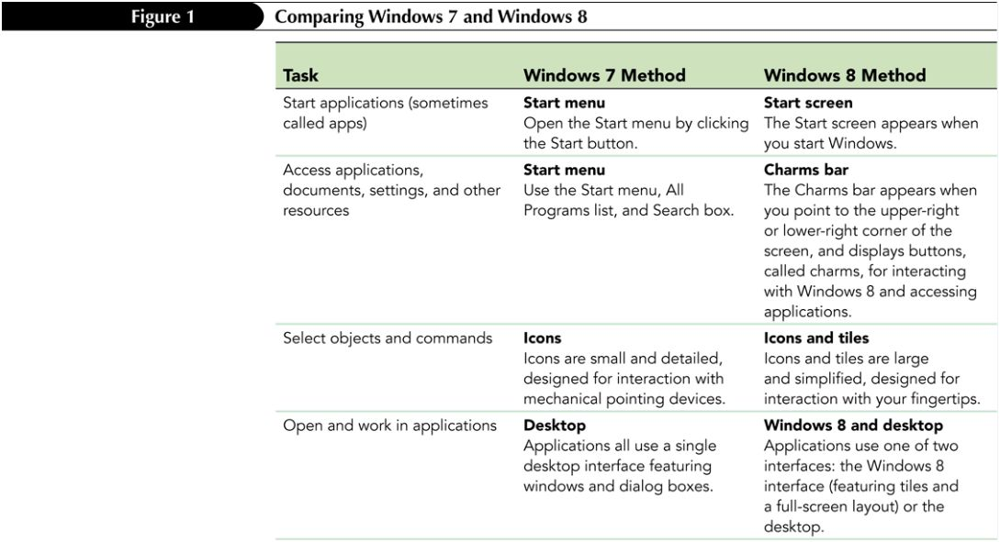 Figure 1
Comparing Windows 7 and Windows 8
Task
Windows 7 Method
Windows 8 Method
Start applications (sometimes
called apps)
Start menu
Open the Start menu by clicking
the Start button.
Start screen
The Start screen appears when
you start Windows.
Access applications,
documents, settings, and other
resources
Start menu
Use the Start menu, All
Programs list, and Search box.
Charms bar
The Charms bar appears when
you point to the upper-right
or lower-right corner of the
screen, and displays buttons,
called charms, for interacting
with Windows 8 and accessing
applications.
Select objects and commands
Icons
Icons are small and detailed,
designed for interaction with
mechanical pointing devices.
Icons and tiles
Icons and tiles are large
and simplified, designed for
interaction with your fingertips.
Open and work in applications
Desktop
Applications all use a single
desktop interface featuring
windows and dialog boxes.
Windows 8 and desktop
Applications use one of two
interfaces: the Windows 8
interface (featuring tiles and
a full-screen layout) or the
desktop.